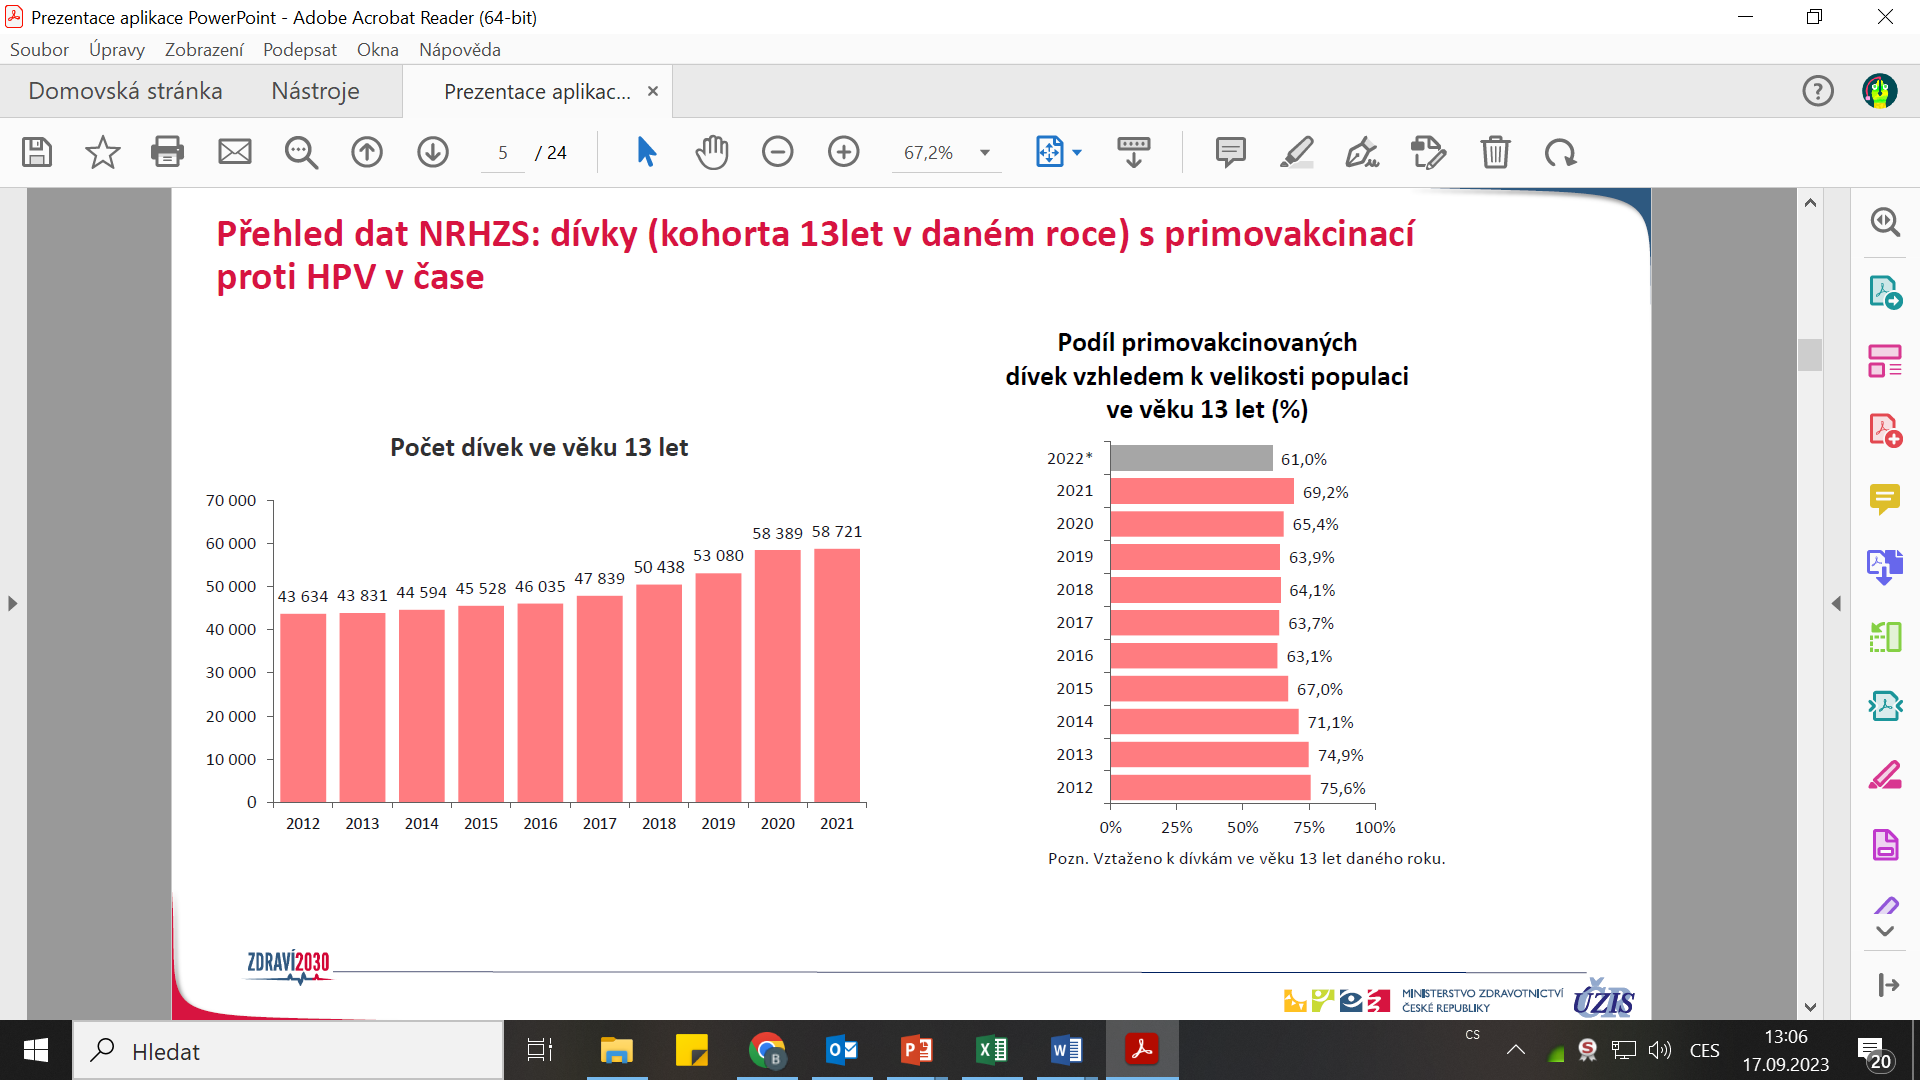 Prezentace aplikace PowerPoint - Adobe Acrobat Reader (64-bit)
Soubor Úpravy Zobrazení Podepsat Okna Nápověda
Domovská stránka Nástroje Prezentace aplikac...
5 / 24 67,2%
Přehled dat NRHZS: dívky (kohorta 13let v daném roce) s primovakcinací
proti HPV v čase
Počet dívek ve věku 13 let
70 000
60 000
50 000
40 000
30 000
20 000
10 000
0
43 634 43 831 44 594 45 528 46 035 47 839 50 438 53 080 58 389 58 721
2012 2013 2014 2015 2016 2017 2018 2019 2020 2021
Podíl primovakcinovaných
dívek vzhledem k velikosti populaci
ve věku 13 let (%)
2022* 61,0%
2021 69,2%
2020 65,4%
2019 63,9%
2018 64,1%
2017 63,7%
2016 63,1%
2015 67,0%
2014 71,1%
2013 74,9%
2012 75,6%
0% 25% 50% 75% 100%
Pozn. Vztaženo k dívkám ve věku 13 let daného roku.
ZDRAVÍ2030
MINISTERSTVO ZDRAVOTNICTVÍ
ČESKÉ REPUBLIKY
ÚZIS ČR
Hledat
CS
CES
13:06
17.09.2023
20